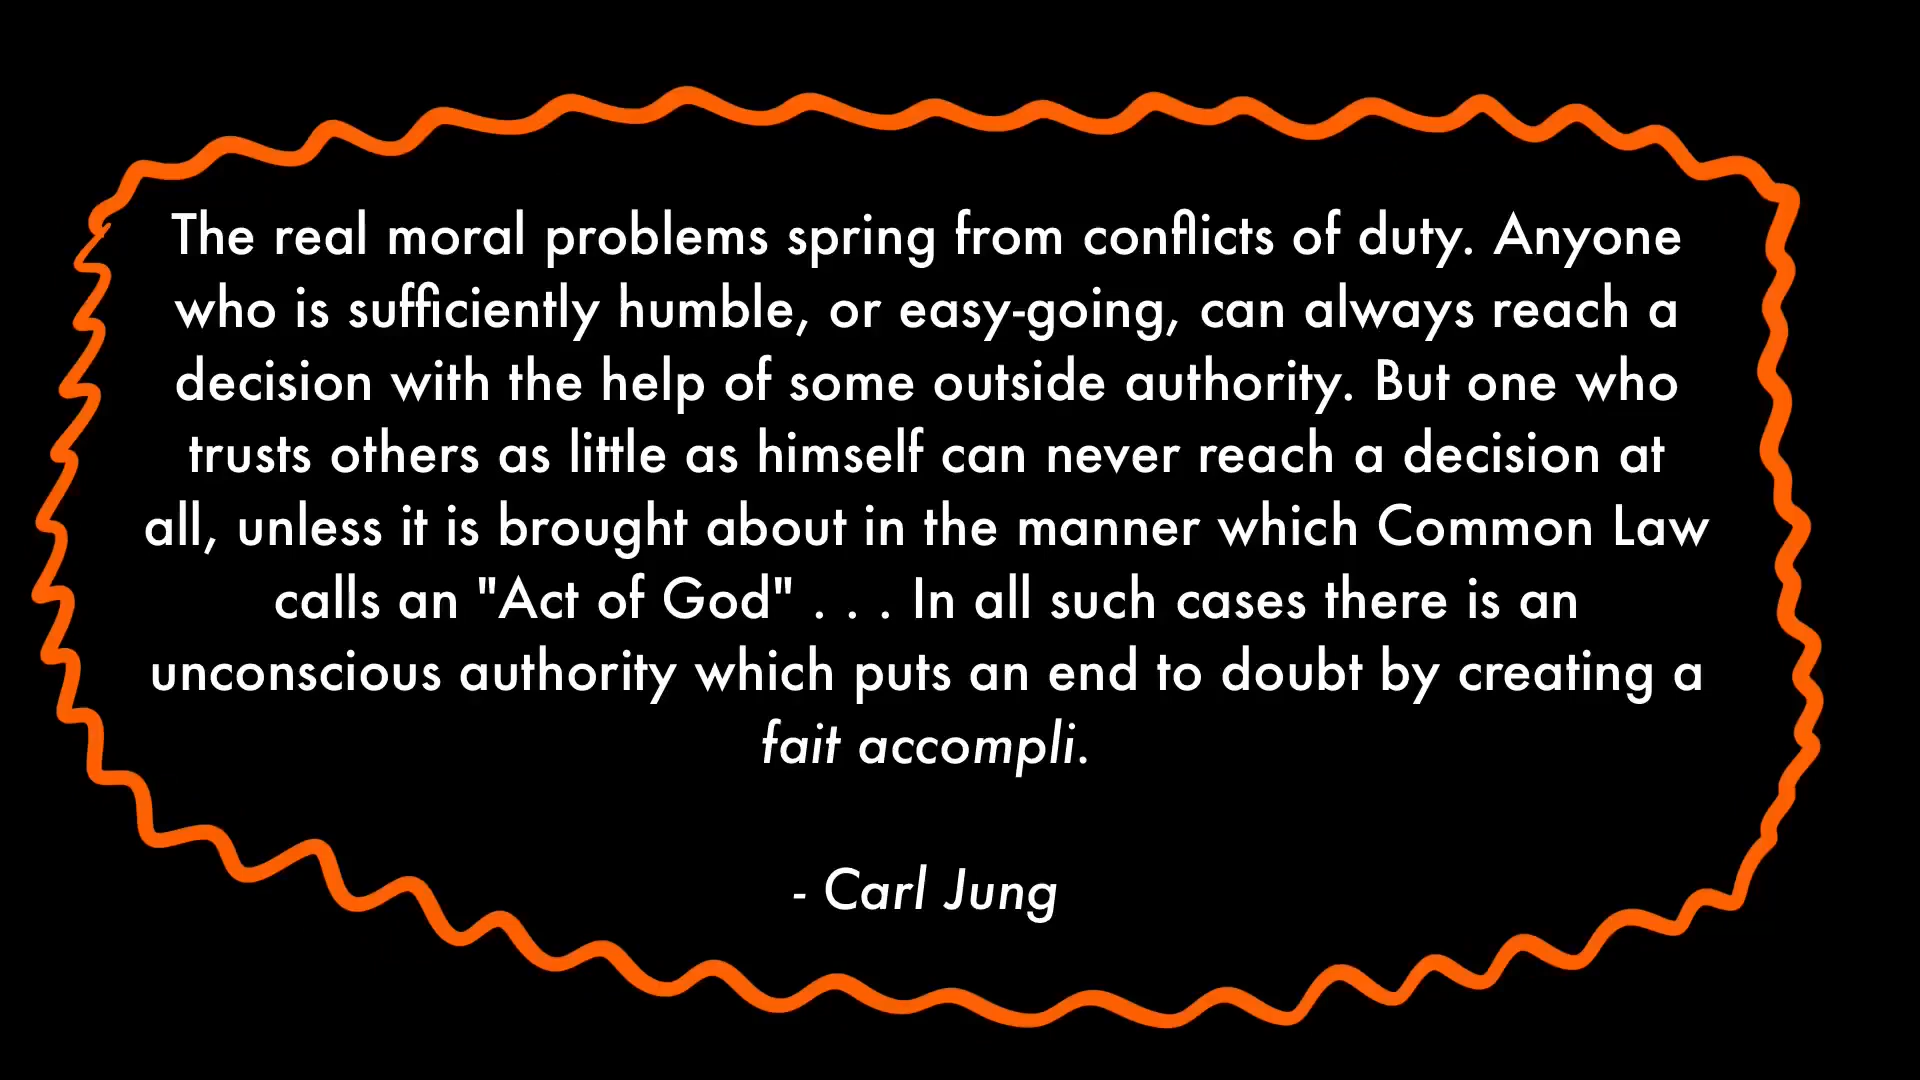 The real moral problems spring from conflicts of duty. Anyone
who is sufficiently humble, or easy-going, can always reach a
decision with the help of some outside authority. But one who
trusts others as little as himself can never reach a decision at
all, unless it is brought about in the manner which Common Law
calls an "Act of God" . . . In all such cases there is an
unconscious authority which puts an end to doubt by creating a
fait accompli.
- Carl Jung